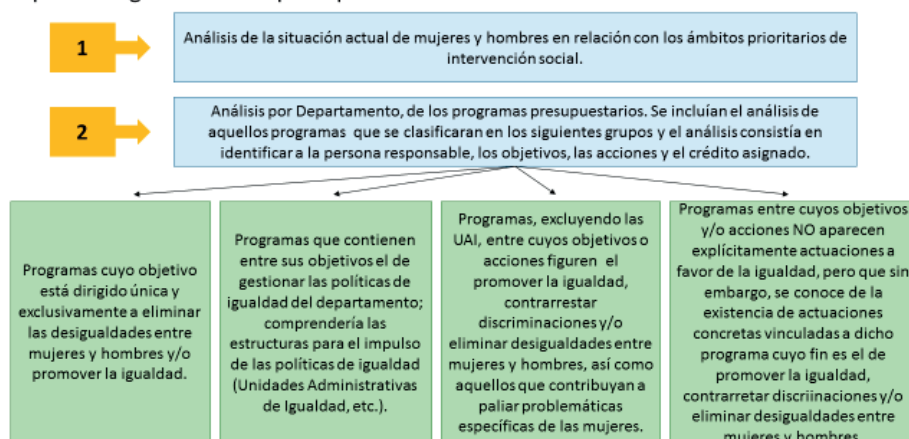 1
Análisis de la situación actual de mujeres y hombres en relación con los ámbitos prioritarios de
intervención social.
2
Análisis por Departamento, de los programas presupuestarios. Se incluían el análisis de
aquellos programas que se clasificaran en los siguientes grupos y el análisis consistía en
identificar a la persona responsable, los objetivos, las acciones y el crédito asignado.
Programas cuyo objetivo
está dirigido única y
exclusivamente a eliminar
las desigualdades entre
mujeres y hombres y/o
promover la igualdad.
Programas que contienen
entre sus objetivos el de
gestionar las políticas de
igualdad del departamento;
comprendería las
estructuras para el impulso
de las políticas de igualdad
(Unidades Administrativas
de Igualdad, etc.).
Programas, excluyendo las
UAI, entre cuyos objetivos o
acciones figuren el
promover la igualdad,
contrarrestar
discriminaciones y/o
eliminar desigualdades entre
mujeres y hombres, así como
aquellos que contribuyan a
paliar problemáticas
específicas de las mujeres.
Programas entre cuyos objetivos
y/o acciones NO aparecen
explícitamente actuaciones a
favor de la igualdad, pero que sin
embargo, se conoce de la
existencia de actuaciones
concretas vinculadas a dicho
programa cuyo fin es el de
promover la igualdad,
contrarretar discriinaciones y/o
eliminar desigualdades entre
mujeres y hombres